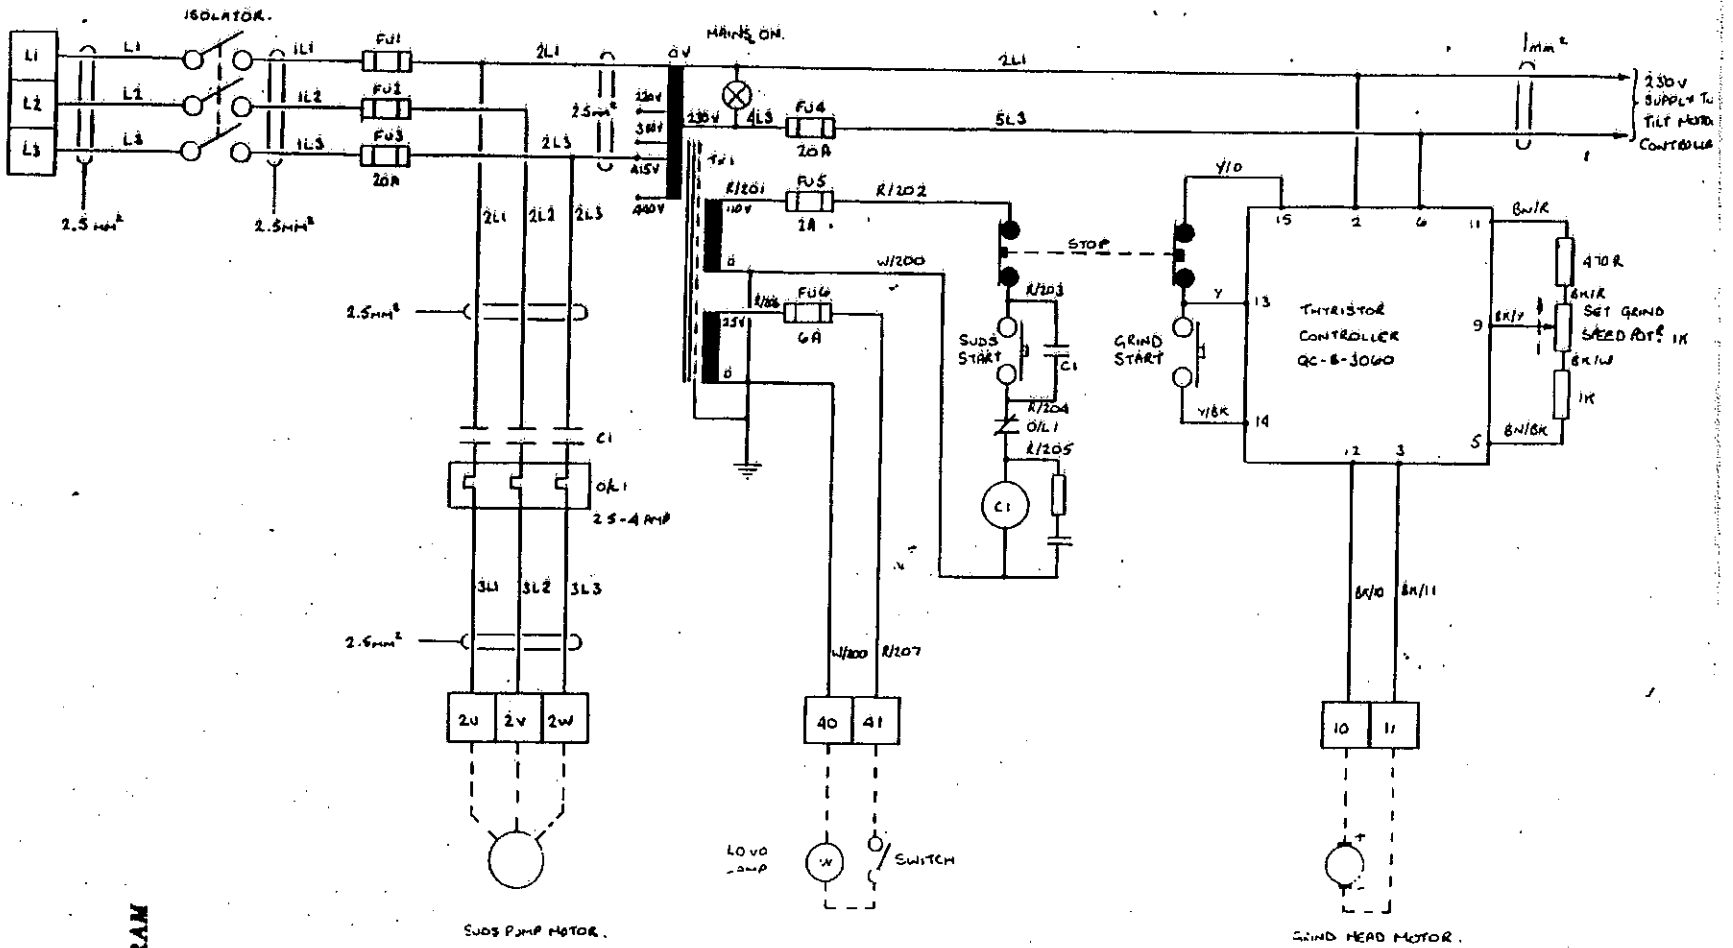 ISOLATOR.
MAINS ON.
L1
L1
1L1
FU1
2L1
0V
2L1
1mm²
L2
L2
1L2
FU2
2.5mm²
230V
4L3
FU4
20A
5L3
230V
SUPPLY TO
TILT MOTOR
CONTROLLER
L3
L3
1L3
FU3
20A
2L3
415V
440V
2.5mm²
2.5mm²
2L1
2L2
2L3
R/201
110V
FU5
2A
R/202
Y/O
15
2
6
11
BN/R
STOP
0
W/200
470R
R/203
Y
13
THYRISTOR
CONTROLLER
QC-B-3060
9
BK/Y
BK/R
SET GRIND
SPEED POT. 1K
BK/W
1K
2.5mm²
25V
FU6
6A
0
SUDS
START
C1
GRIND
START
R/204
O/L1
R/205
Y/BK
14
5
BN/BK
12
3
C1
O/L1
2.5-4 AMP
C1
3L1
3L2
3L3
2.5mm²
BK/10
BK/11
W/200
R/207
2U
2V
2W
40
41
10
11
LOVO
W
SWITCH
+
-
SUDS PUMP MOTOR.
GRIND HEAD MOTOR.